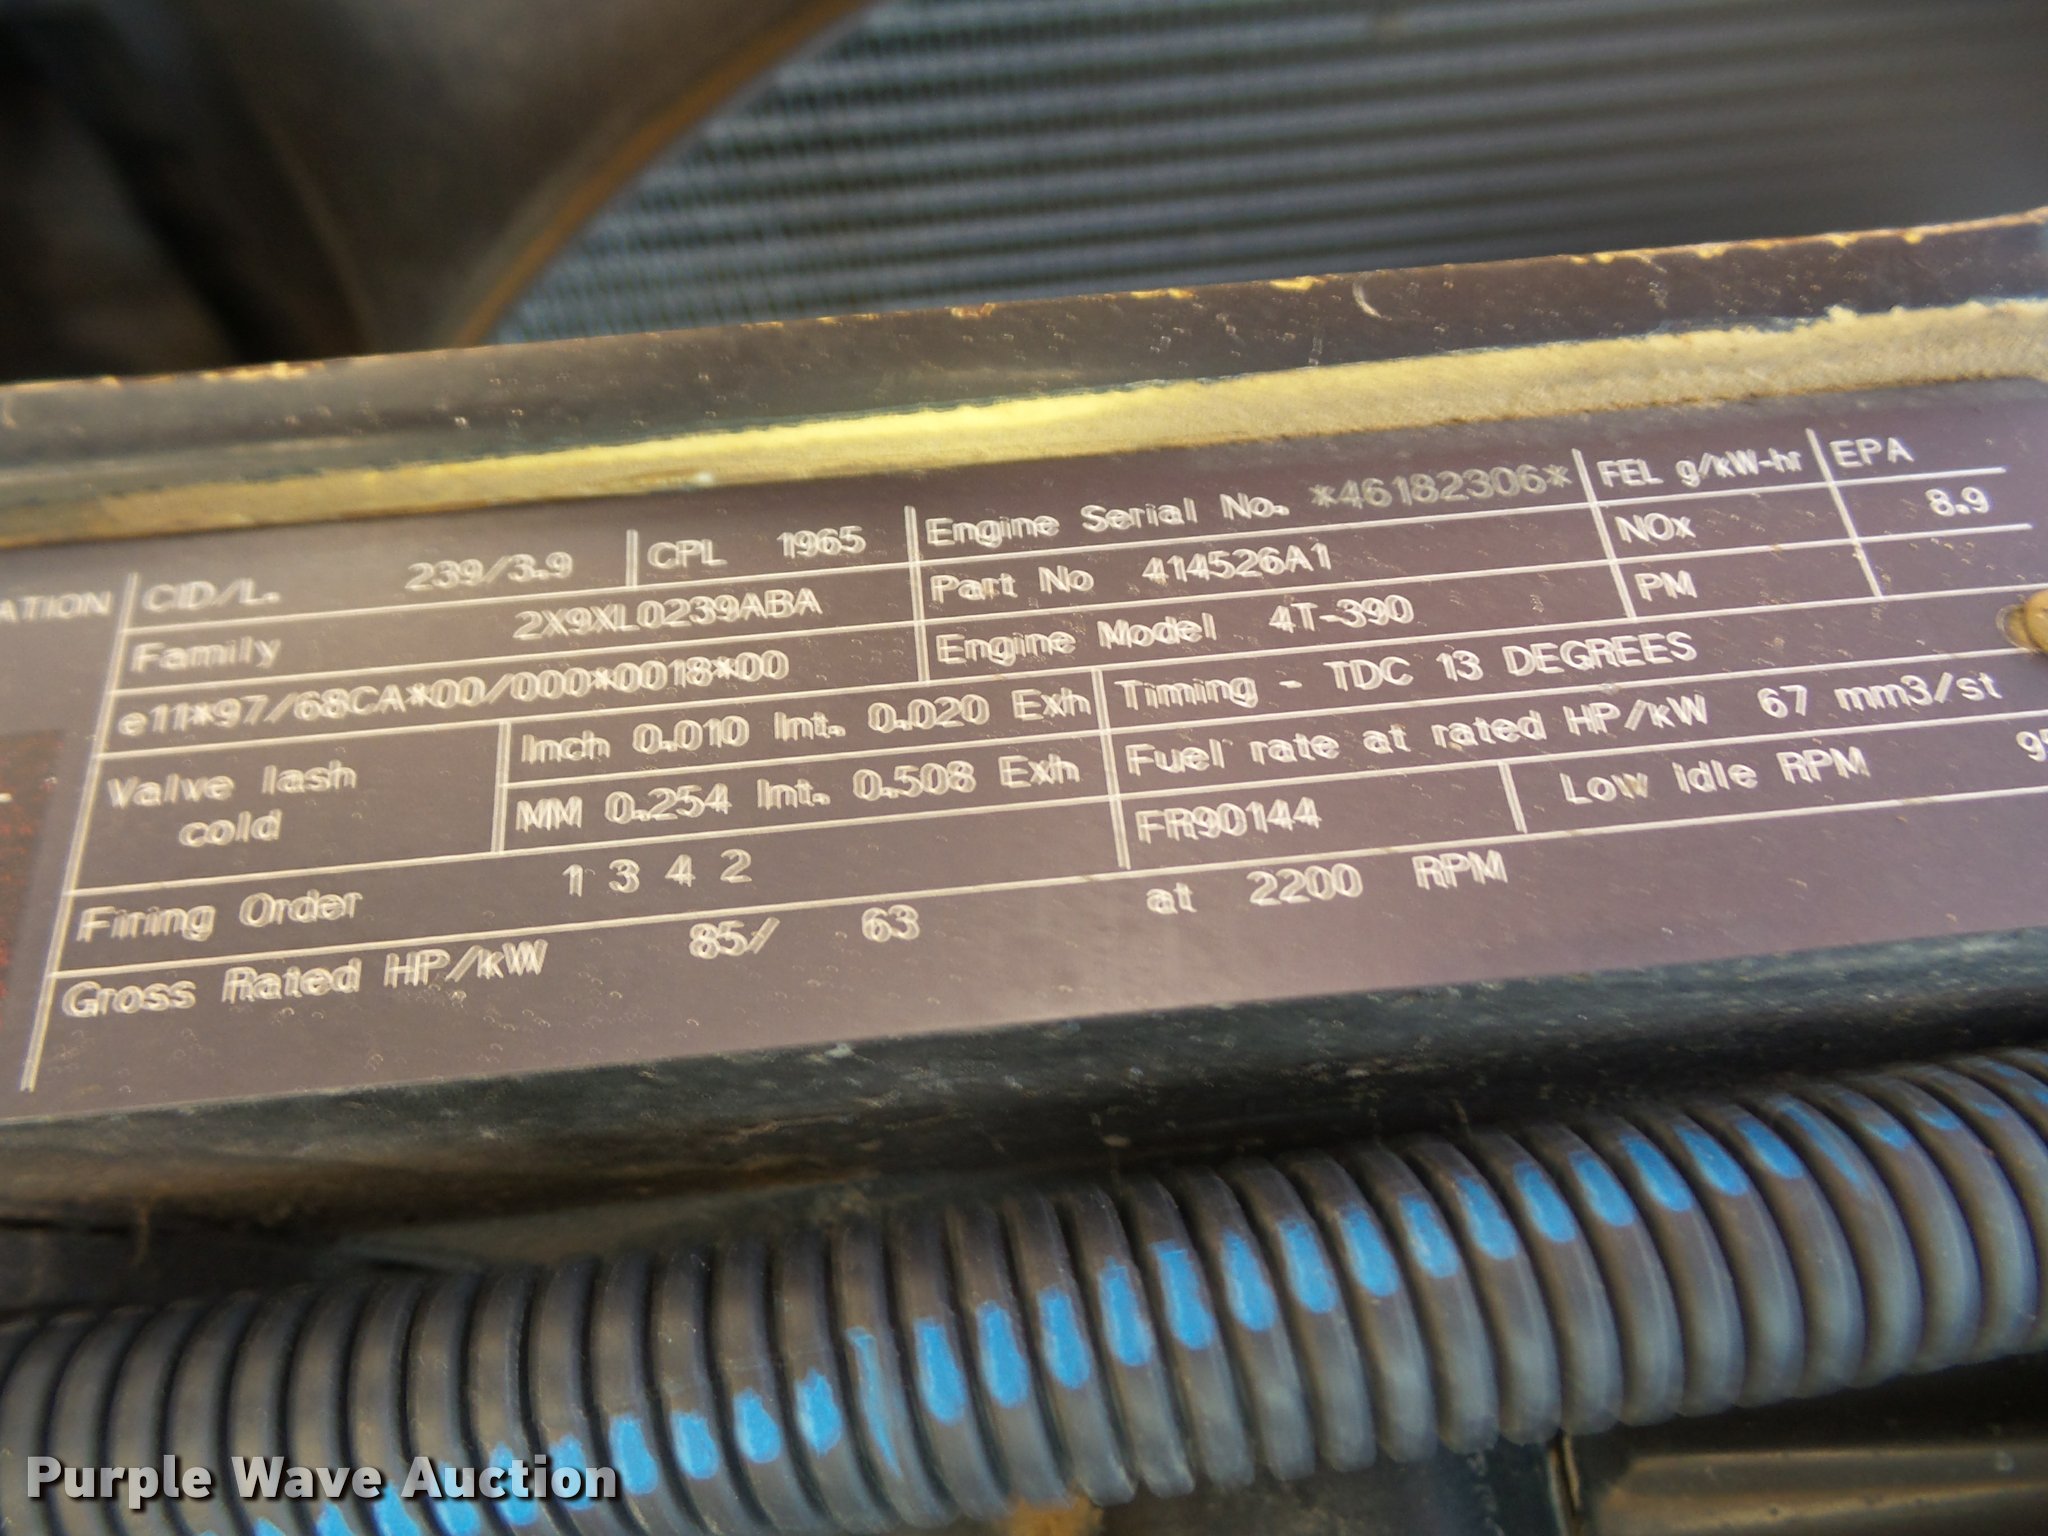 ATION
CID/L. 239/3.9 CPL 1965 Engine Serial No. *46182306* FEL g/kW-hr EPA
Family 2X9XL0239ABA Part No 414526A1 NOx 8.9
e11*97/68CA*00/000*0018*00 Engine Model 4T-390 PM
Valve lash cold Inch 0.010 Int. 0.020 Exh Timing - TDC 13 DEGREES
MM 0.254 Int. 0.508 Exh Fuel rate at rated HP/kW 67 mm3/st
Firing Order 1 3 4 2 FR90144 Low Idle RPM
Gross Rated HP/kW 85/ 63 at 2200 RPM
Purple Wave Auction